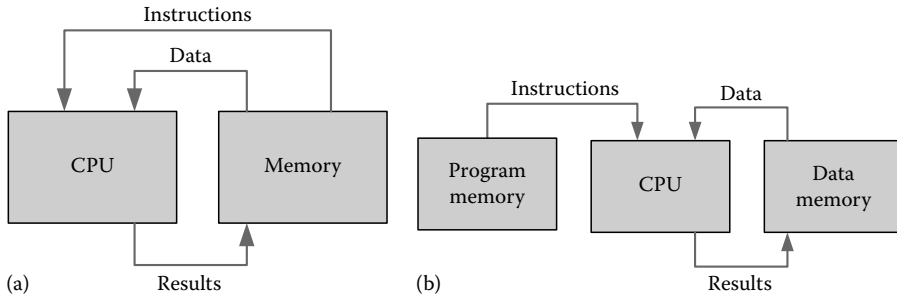 Instructions
Data
CPU
Memory
Results
(a)
Instructions
Data
Program
memory
CPU
Data
memory
Results
(b)